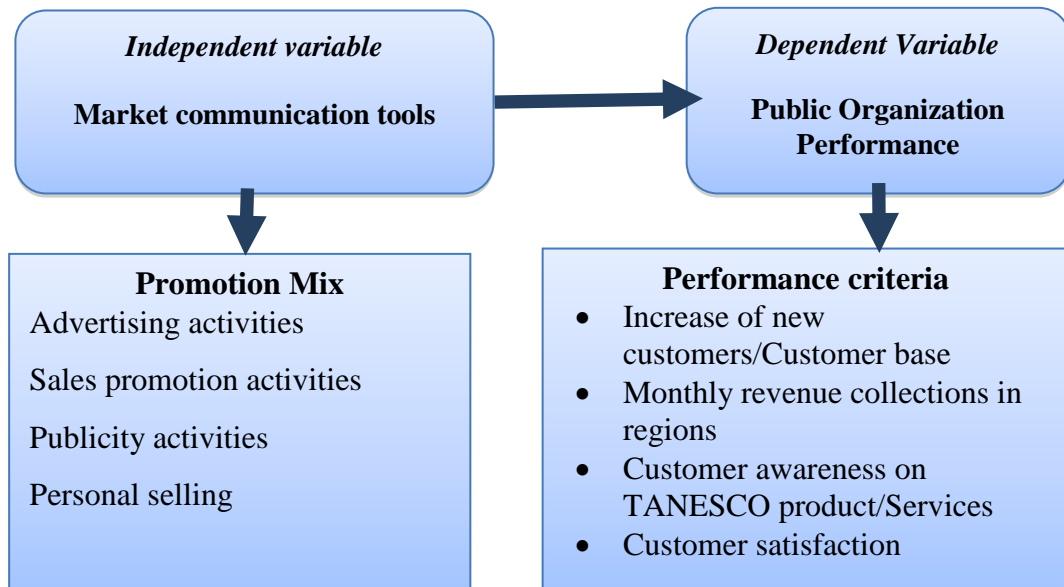 Independent variable
Market communication tools
Dependent Variable
Public Organization
Performance
Promotion Mix
Advertising activities
Sales promotion activities
Publicity activities
Personal selling
Performance criteria
• Increase of new
customers/Customer base
• Monthly revenue collections in
regions
• Customer awareness on
TANESCO product/Services
• Customer satisfaction